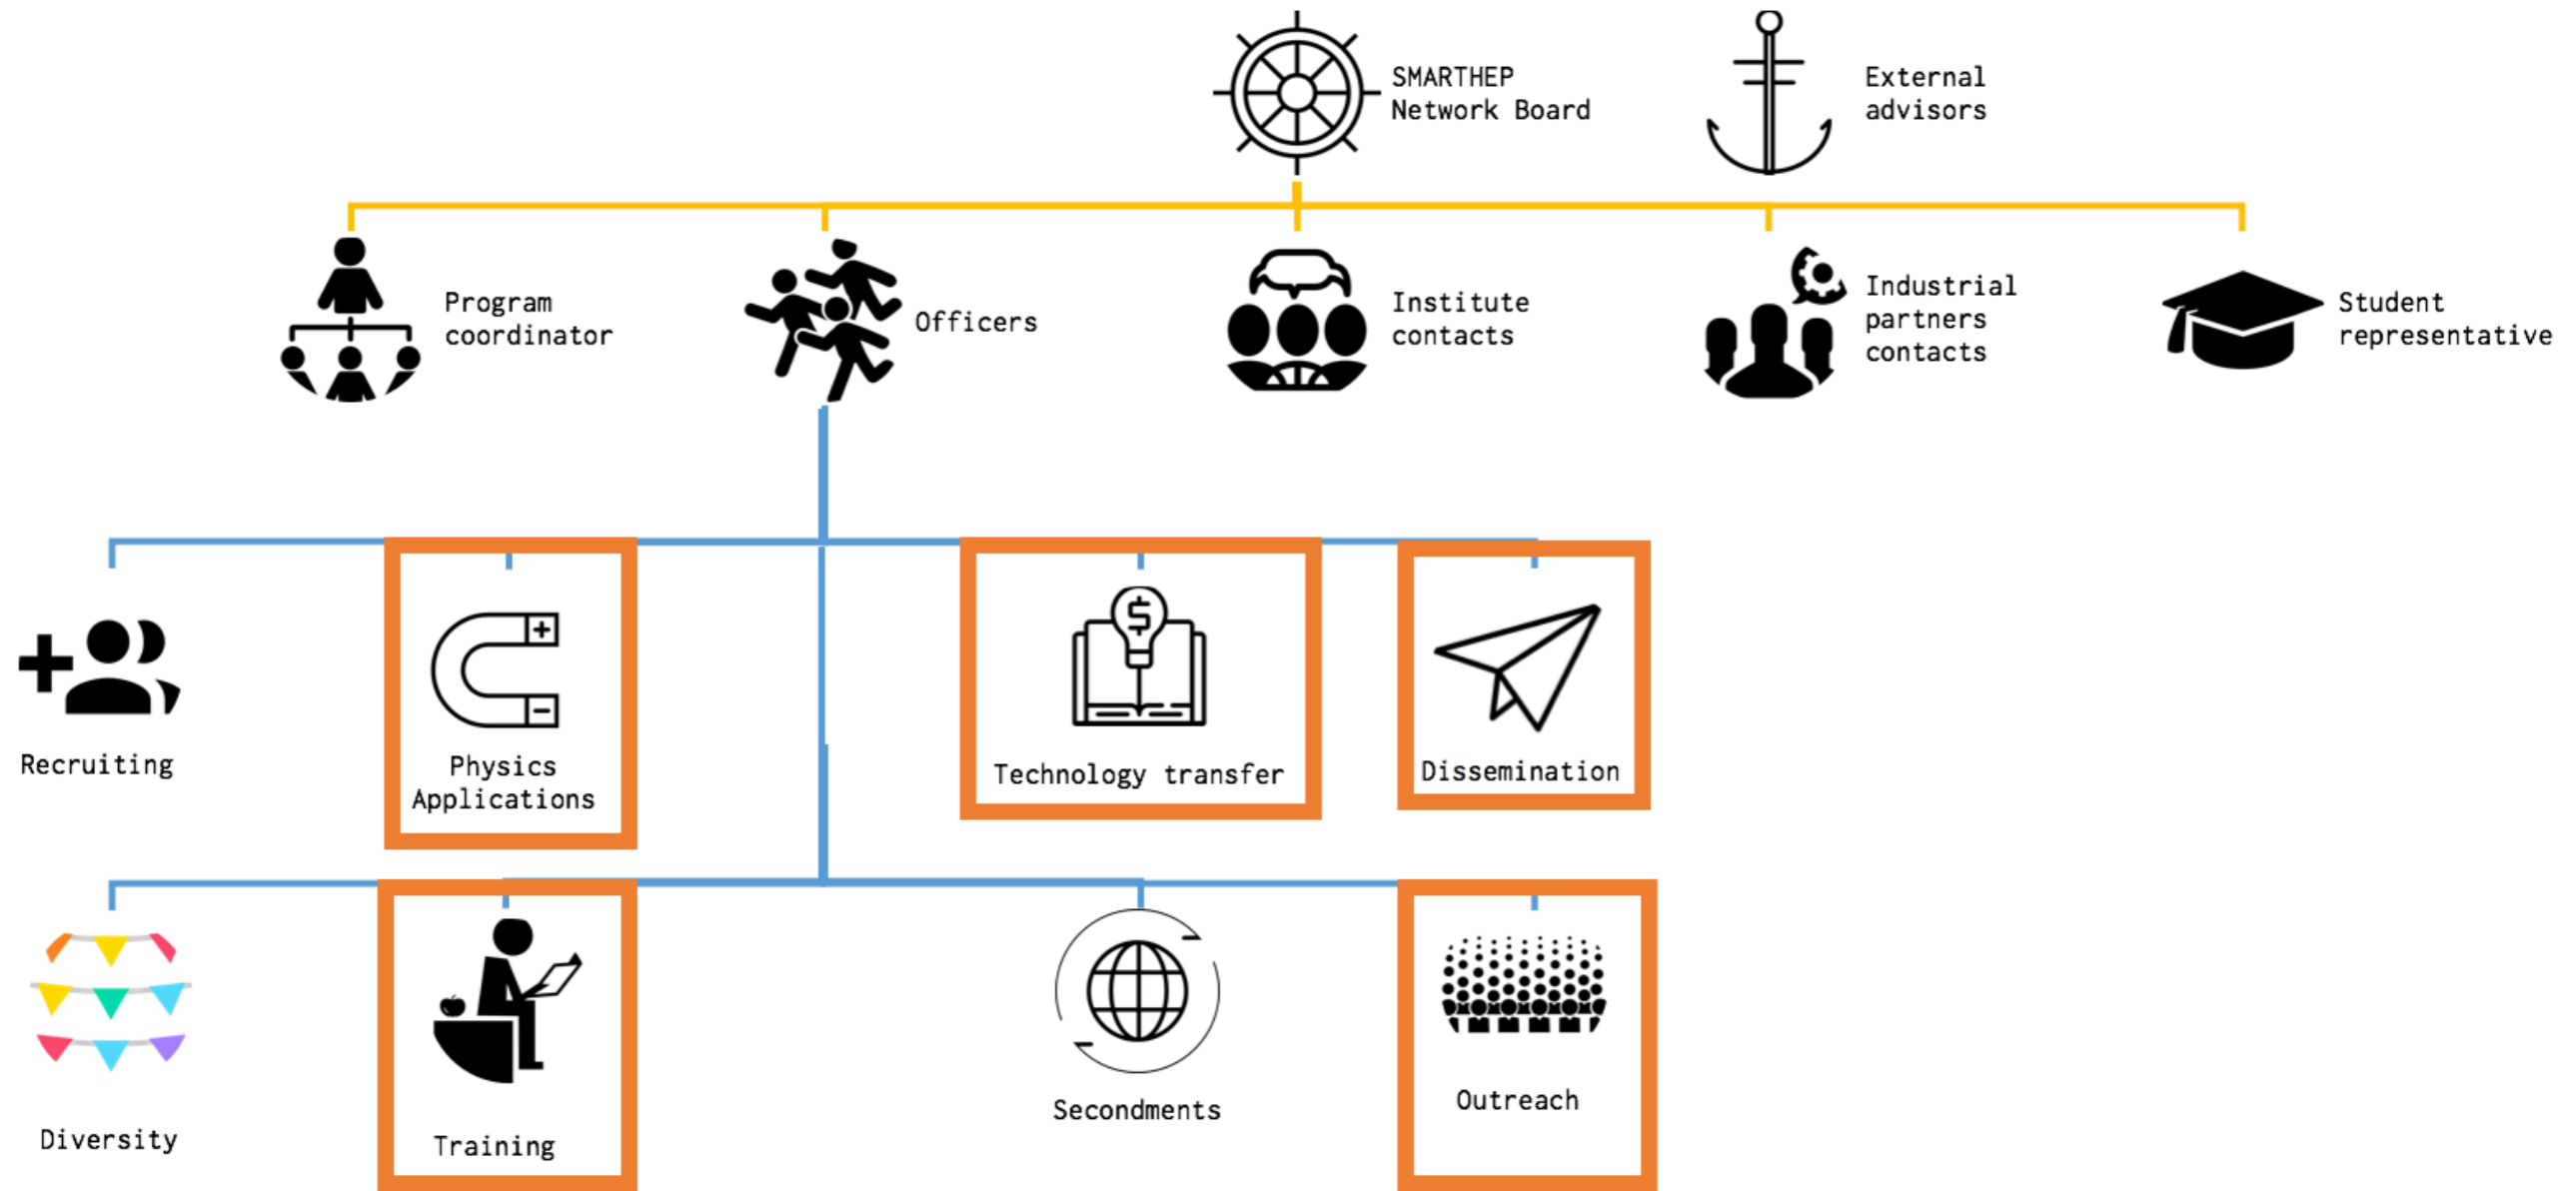 SMARTHEP
Network Board
External
advisors
Program
coordinator
Officers
Institute
contacts
Industrial
partners
contacts
Student
representative
Recruiting
Physics
Applications
Technology transfer
Dissemination
Diversity
Training
Secondments
Outreach